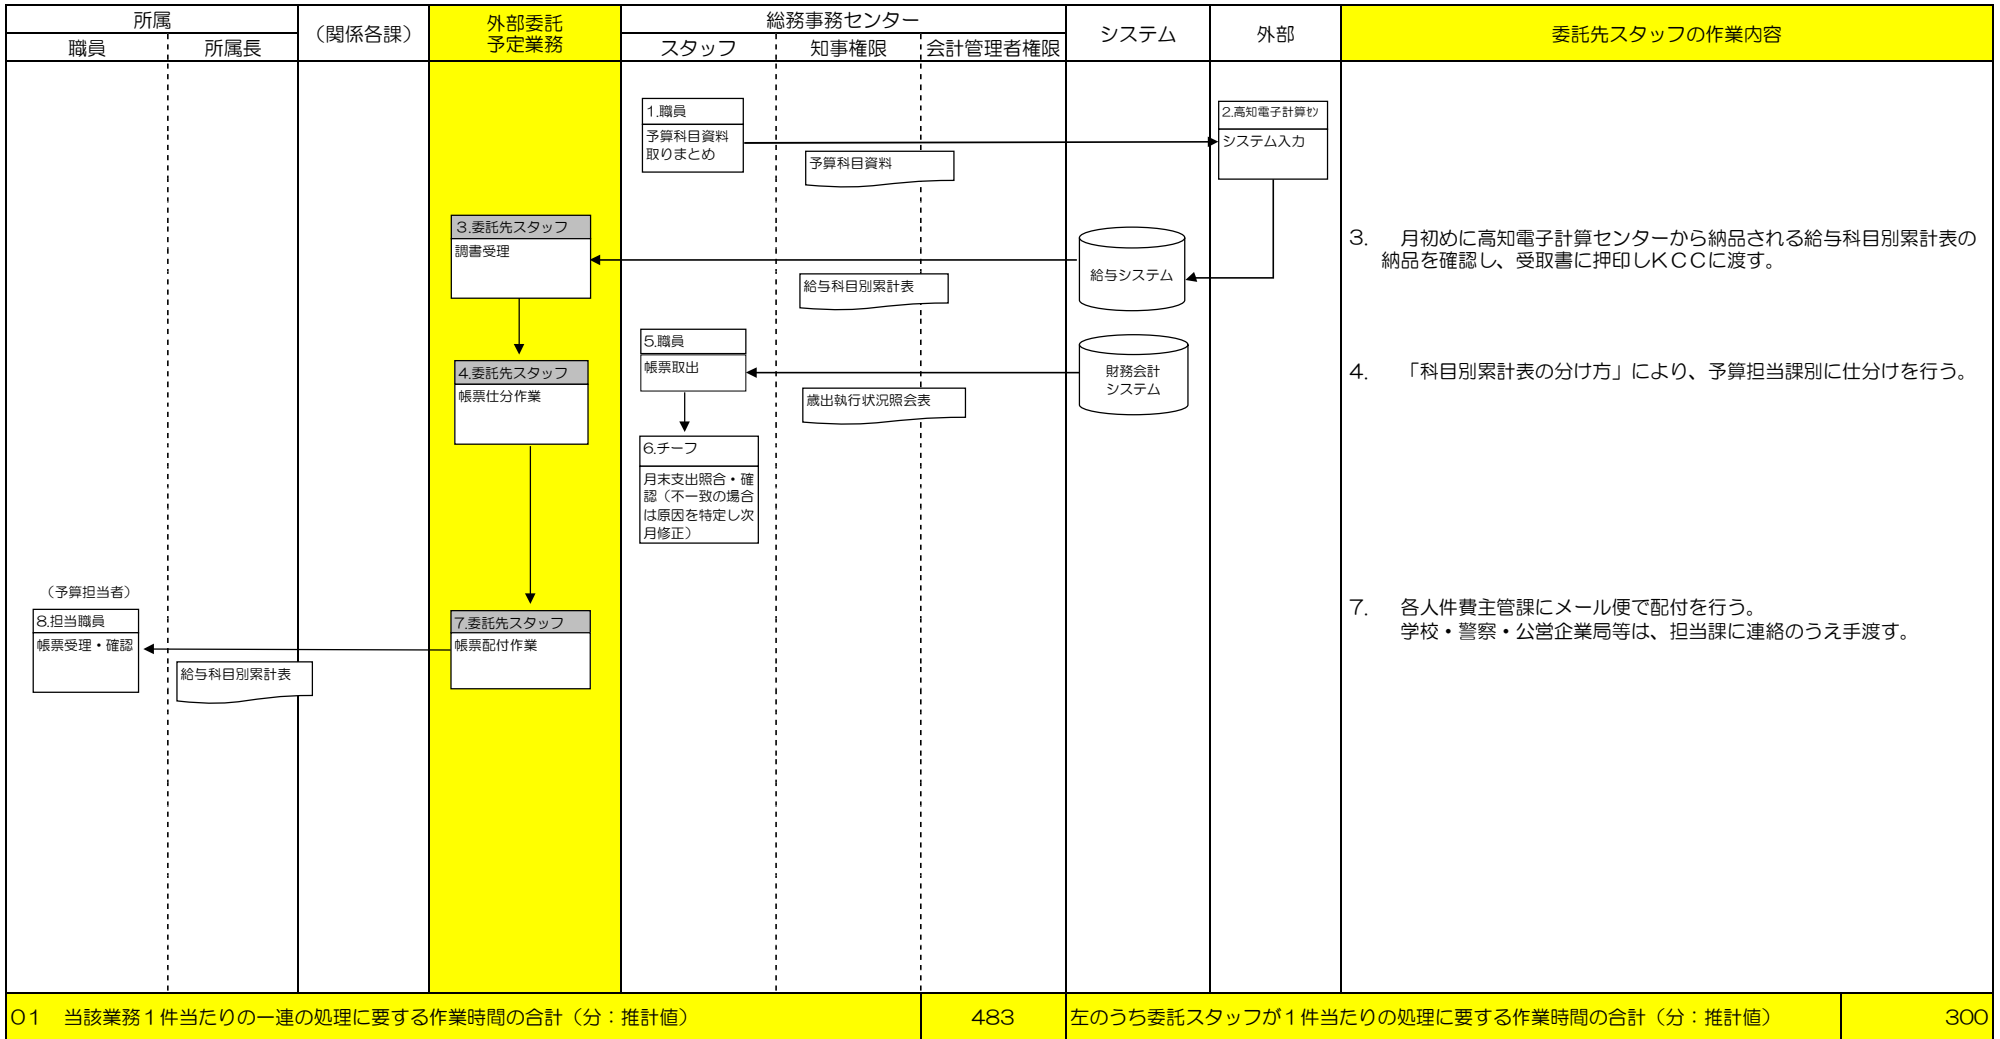 所属
（関係各課）
外部委託
予定業務
総務事務センター
システム
外部
委託先スタッフの作業内容
職員
所属長
スタッフ
知事権限
会計管理者権限
1.職員
予算科目資料
取りまとめ
予算科目資料
2.高知電子計算ｾﾝ
システム入力
3.委託先スタッフ
調書受理
給与科目別累計表
給与システム
3.　月初めに高知電子計算センターから納品される給与科目別累計表の
納品を確認し、受取書に押印しＫＣＣに渡す。
4.委託先スタッフ
帳票仕分作業
5.職員
帳票取出
歳出執行状況照会表
財務会計
システム
4.　「科目別累計表の分け方」により、予算担当課別に仕分けを行う。
6.チーフ
月末支出照合・確
認（不一致の場合
は原因を特定し次
月修正）
（予算担当者）
8.担当職員
帳票受理・確認
給与科目別累計表
7.委託先スタッフ
帳票配付作業
7.　各人件費主管課にメール便で配付を行う。
学校・警察・公営企業局等は、担当課に連絡のうえ手渡す。
０１　当該業務１件当たりの一連の処理に要する作業時間の合計（分：推計値）
483
左のうち委託スタッフが１件当たりの処理に要する作業時間の合計（分：推計値）
300